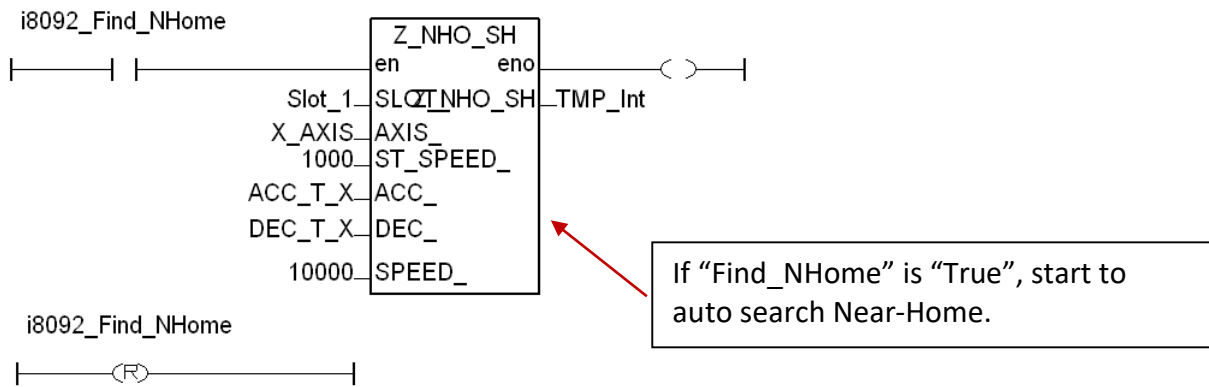 i8092_Find_NHome
Z_NHO_SH
en eno
Slot_1 SLOT_ Z_NHO_SH TMP_Int
X_AXIS AXIS_
1000 ST_SPEED_
ACC_T_X ACC_
DEC_T_X DEC_
10000 SPEED_
If “Find_NHome” is “True”, start to
auto search Near-Home.
i8092_Find_NHome
R